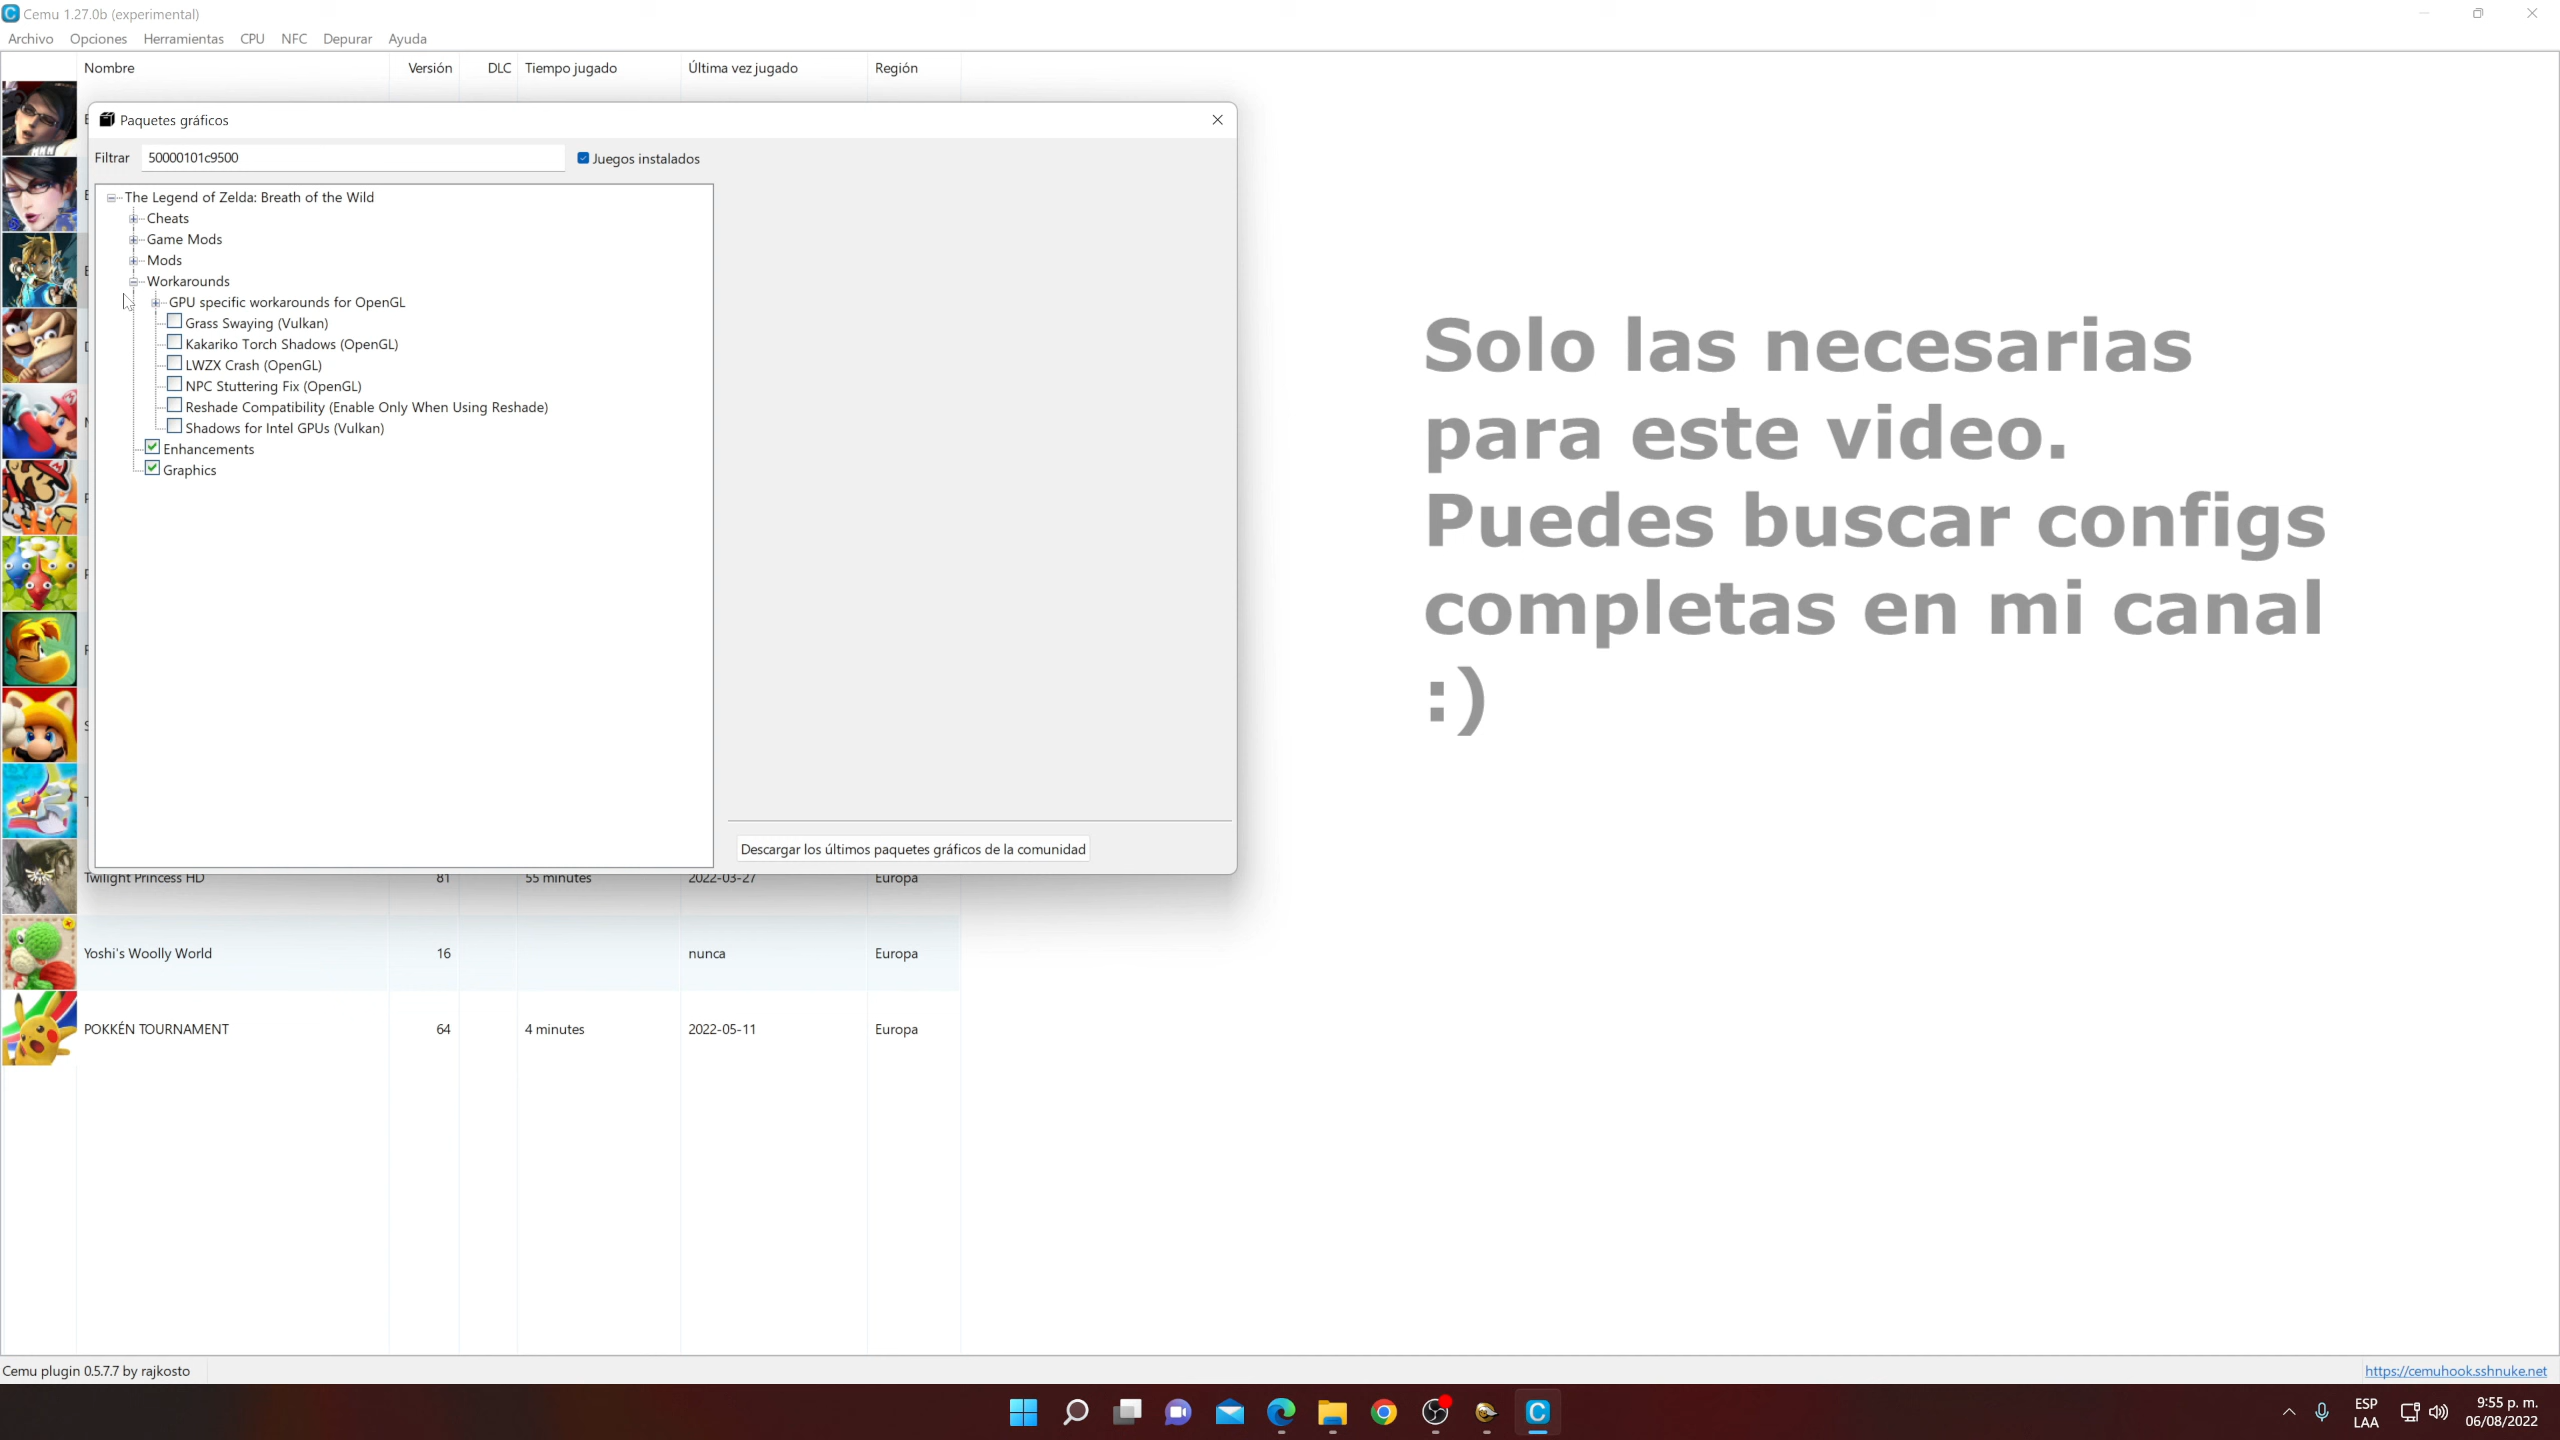 Cemu 1.27.0b (experimental)
Archivo Opciones Herramientas CPU NFC Depurar Ayuda
Nombre Versión DLC Tiempo jugado Última vez jugado Región
Paquetes gráficos
Filtrar 50000101c9500 Juegos instalados
The Legend of Zelda: Breath of the Wild
Cheats
Game Mods
Mods
Workarounds
GPU specific workarounds for OpenGL
Grass Swaying (Vulkan)
Kakariko Torch Shadows (OpenGL)
LWZX Crash (OpenGL)
NPC Stuttering Fix (OpenGL)
Reshade Compatibility (Enable Only When Using Reshade)
Shadows for Intel GPUs (Vulkan)
Enhancements
Graphics
Descargar los últimos paquetes gráficos de la comunidad
Solo las necesarias
para este video.
Puedes buscar configs
completas en mi canal
:)
Twilight Princess HD 81 55 minutes 2022-03-27 Europa
Yoshi's Woolly World 16 nunca Europa
POKKÉN TOURNAMENT 64 4 minutes 2022-05-11 Europa
Cemu plugin 0.5.7.7 by rajkosto https://cemuhook.sshnuke.net
ESP
LAA
9:55 p. m.
06/08/2022